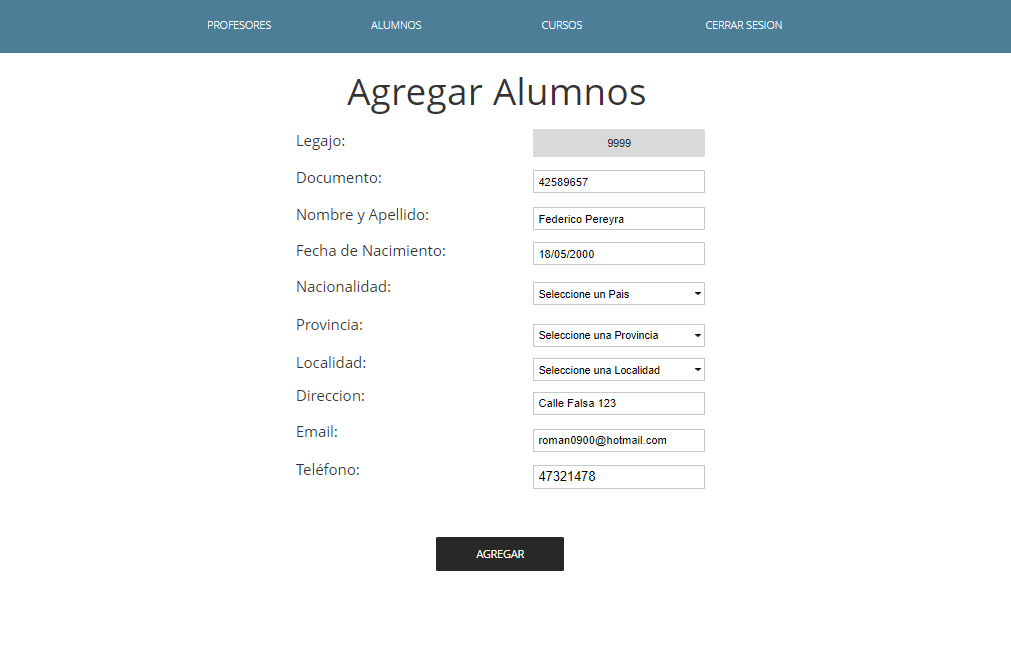 PROFESORES ALUMNOS CURSOS CERRAR SESION
Agregar Alumnos
Legajo: 9999
Documento: 42589657
Nombre y Apellido: Federico Pereyra
Fecha de Nacimiento: 18/05/2000
Nacionalidad: Seleccione un Pais
Provincia: Seleccione una Provincia
Localidad: Seleccione una Localidad
Direccion: Calle Falsa 123
Email: roman0900@hotmail.com
Teléfono: 47321478
AGREGAR